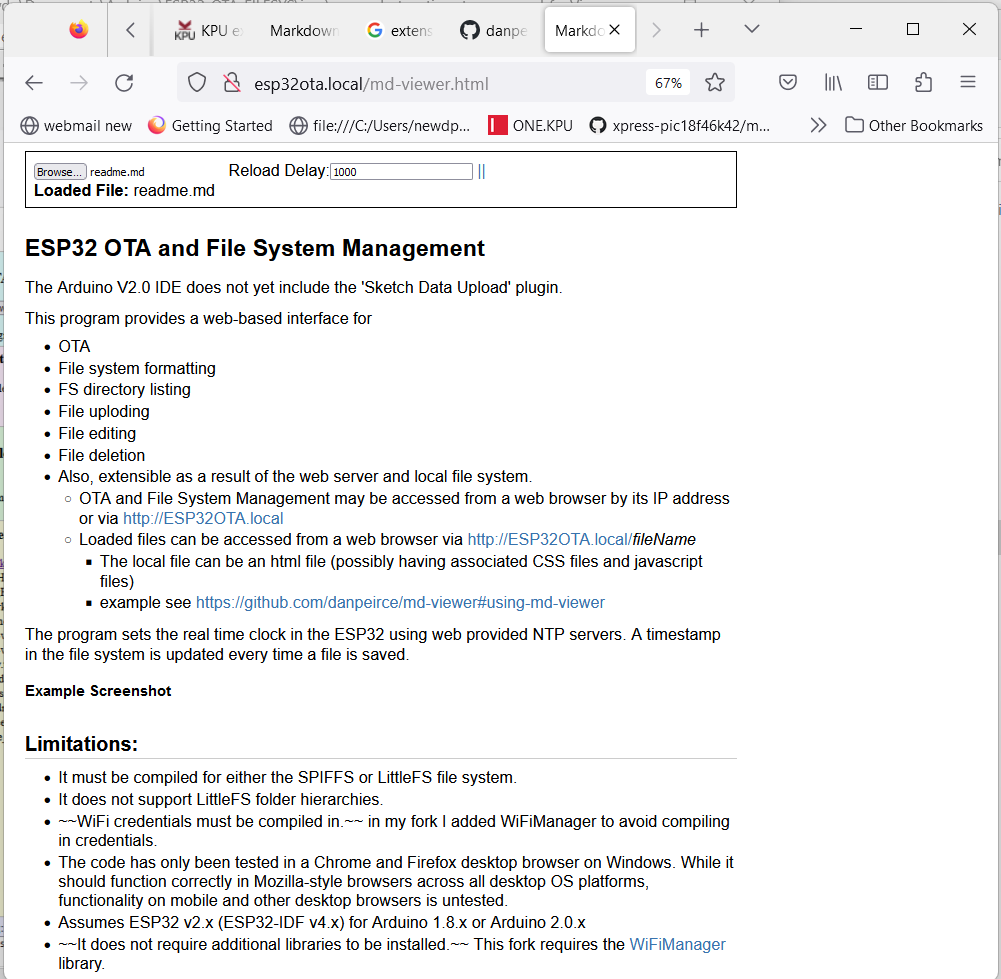 KPU ex
Markdown
extens
danpe
Markdo
esp32ota.local/md-viewer.html
67%
webmail new
Getting Started
file:///C:/Users/newdp...
ONE.KPU
xpress-pic18f46k42/m...
Other Bookmarks
Browse... readme.md Reload Delay: 1000 ||
Loaded File: readme.md
ESP32 OTA and File System Management
The Arduino V2.0 IDE does not yet include the 'Sketch Data Upload' plugin.
This program provides a web-based interface for
OTA
File system formatting
FS directory listing
File uploding
File editing
File deletion
Also, extensible as a result of the web server and local file system.
OTA and File System Management may be accessed from a web browser by its IP address
or via http://ESP32OTA.local
Loaded files can be accessed from a web browser via http://ESP32OTA.local/fileName
The local file can be an html file (possibly having associated CSS files and javascript
files)
example see https://github.com/danpeirce/md-viewer#using-md-viewer
The program sets the real time clock in the ESP32 using web provided NTP servers. A timestamp
in the file system is updated every time a file is saved.
Example Screenshot
Limitations:
It must be compiled for either the SPIFFS or LittleFS file system.
It does not support LittleFS folder hierarchies.
~~WiFi credentials must be compiled in.~~ in my fork I added WiFiManager to avoid compiling
in credentials.
The code has only been tested in a Chrome and Firefox desktop browser on Windows. While it
should function correctly in Mozilla-style browsers across all desktop OS platforms,
functionality on mobile and other desktop browsers is untested.
Assumes ESP32 v2.x (ESP32-IDF v4.x) for Arduino 1.8.x or Arduino 2.0.x
~~It does not require additional libraries to be installed.~~ This fork requires the WiFiManager
library.